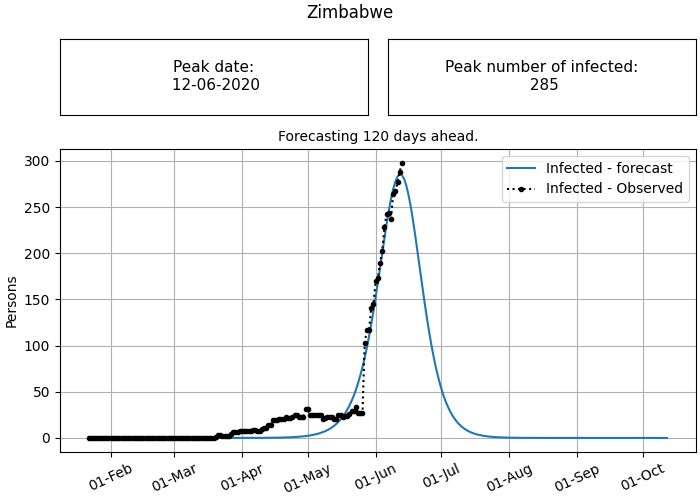 Zimbabwe
Peak date:
12-06-2020
Peak number of infected:
285
Forecasting 120 days ahead.
Infected - forecast
Infected - Observed
Persons
300
250
200
150
100
50
0
01-Feb
01-Mar
01-Apr
01-May
01-Jun
01-Jul
01-Aug
01-Sep
01-Oct